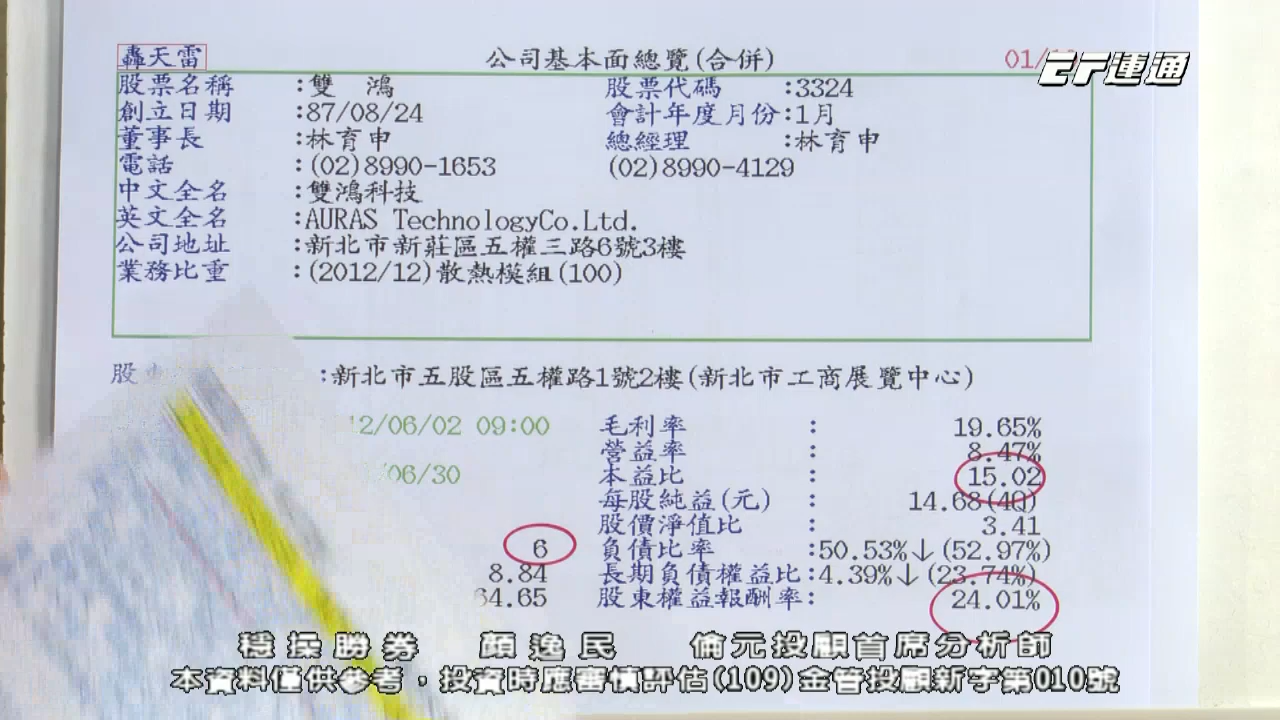 轟天雷 公司基本面總覽(合併) 01/
EF運通
股票名稱 :雙 鴻 股票代碼 :3324
創立日期 :87/08/24 會計年度月份:1月
董事長 :林育申 總經理 :林育申
電話 :(02)8990-1653 (02)8990-4129
中文全名 :雙鴻科技
英文全名 :AURAS TechnologyCo.Ltd.
公司地址 :新北市新莊區五權三路6號3樓
業務比重 :(2012/12)散熱模組(100)
股 :新北市五股區五權路1號2樓(新北市工商展覽中心)
12/06/02 09:00 毛利率 : 19.65%
營益率 : 8.47%
/06/30 本益比 : 15.02
每股純益(元) : 14.68(4Q)
股價淨值比 : 3.41
6 負債比率 :50.53%↓(52.97%)
8.84 長期負債權益比:4.39%↓(23.74%)
64.65 股東權益報酬率: 24.01%
穩操勝券 顏逸民 倫元投顧首席分析師
本資料僅供參考，投資時應審慎評估(109)金管投顧新字第010號